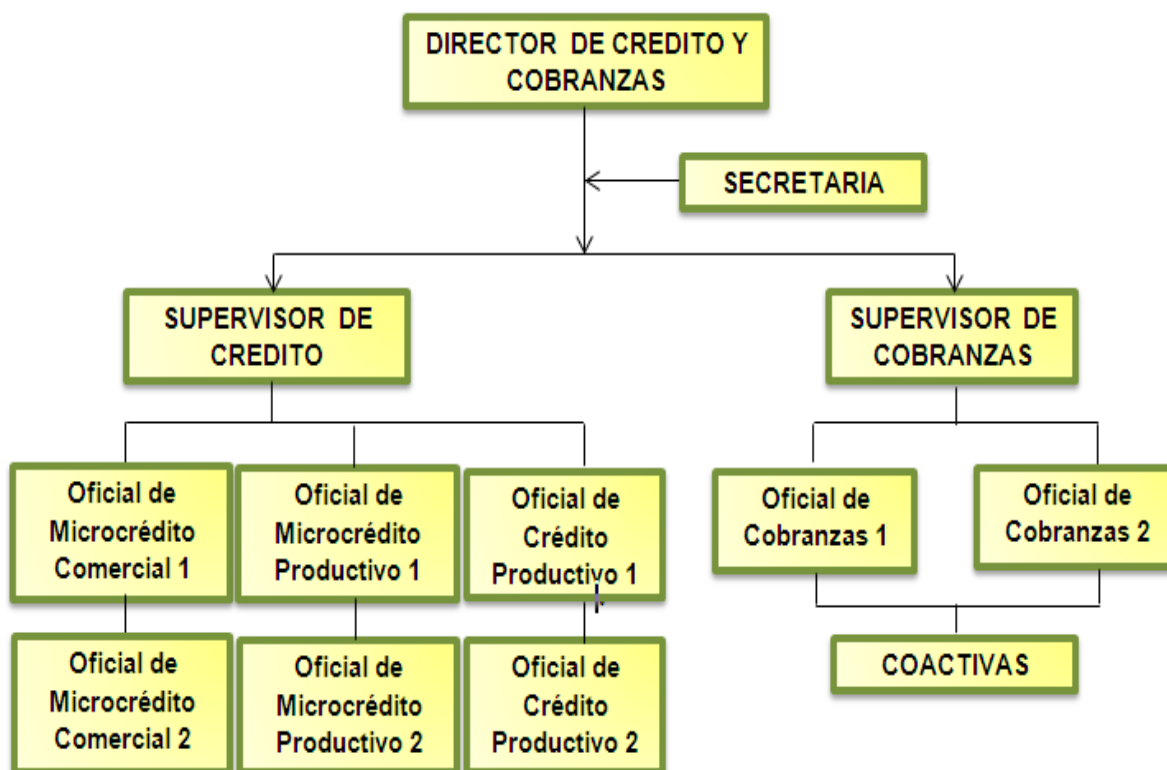 DIRECTOR DE CREDITO Y
COBRANZAS
SECRETARIA
SUPERVISOR DE
CREDITO
SUPERVISOR DE
COBRANZAS
Oficial de
Microcrédito
Comercial 1
Oficial de
Microcrédito
Productivo 1
Oficial de
Crédito
Productivo 1
Oficial de
Cobranzas 1
Oficial de
Cobranzas 2
Oficial de
Microcrédito
Comercial 2
Oficial de
Microcrédito
Productivo 2
Oficial de
Crédito
Productivo 2
COACTIVAS